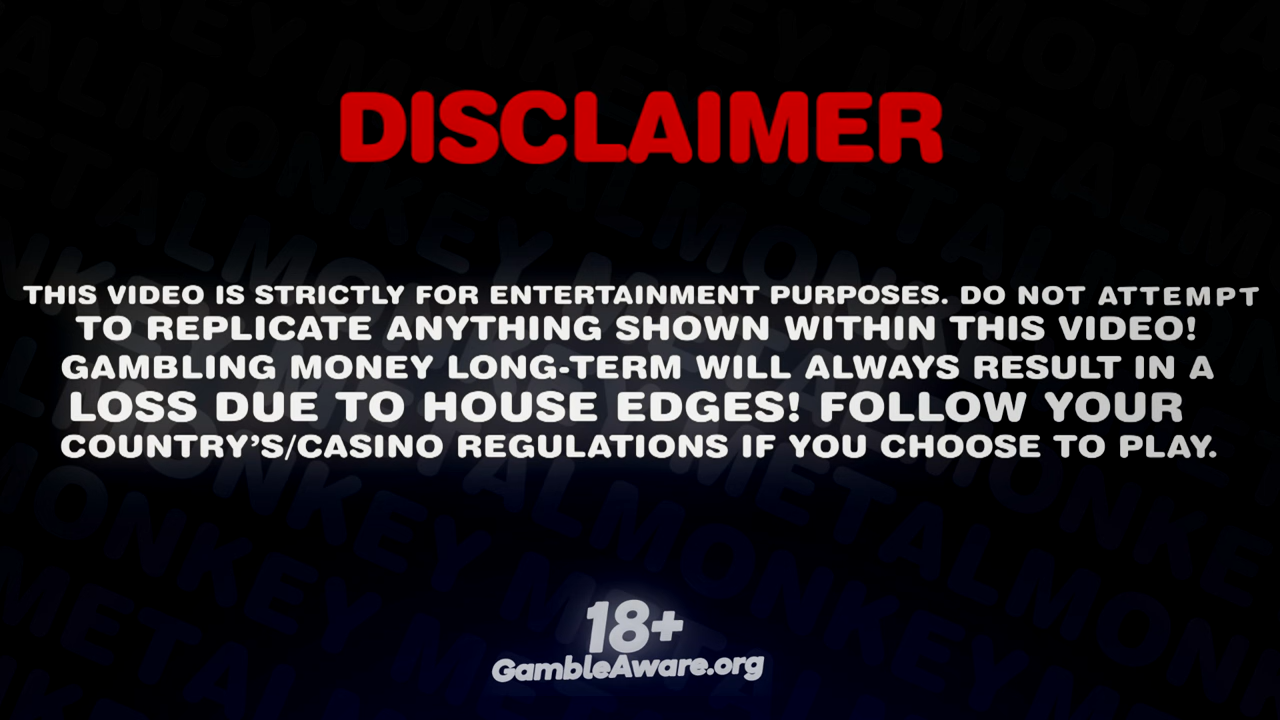 DISCLAIMER
THIS VIDEO IS STRICTLY FOR ENTERTAINMENT PURPOSES. DO NOT ATTEMPT
TO REPLICATE ANYTHING SHOWN WITHIN THIS VIDEO!
GAMBLING MONEY LONG-TERM WILL ALWAYS RESULT IN A
LOSS DUE TO HOUSE EDGES! FOLLOW YOUR
COUNTRY'S/CASINO REGULATIONS IF YOU CHOOSE TO PLAY.
18+
GambleAware.org